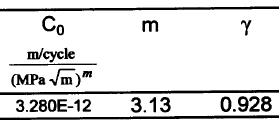 C₀ m γ
m/cycle
(MPa √m)ᵐ
3.280E-12 3.13 0.928